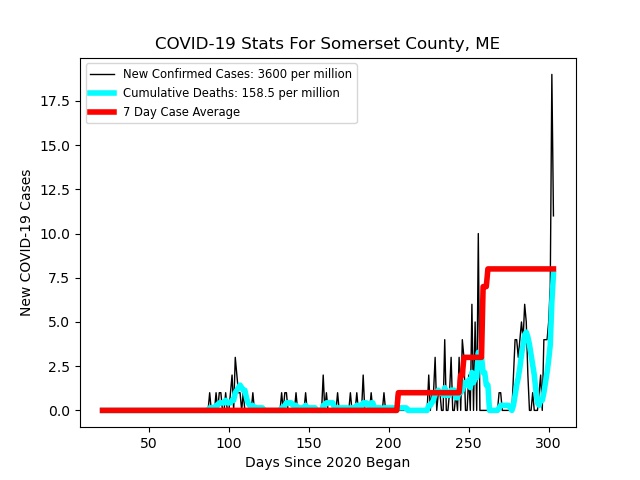 COVID-19 Stats For Somerset County, ME
New Confirmed Cases: 3600 per million
Cumulative Deaths: 158.5 per million
7 Day Case Average
17.5
15.0
12.5
10.0
7.5
5.0
2.5
0.0
New COVID-19 Cases
50 100 150 200 250 300
Days Since 2020 Began